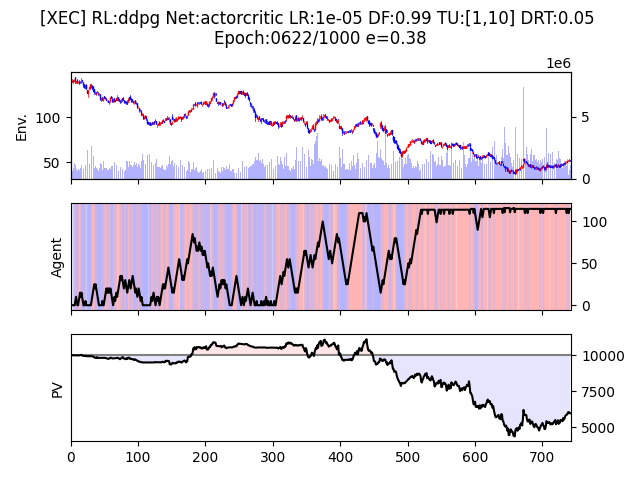 [XEC] RL:ddpg Net:actorcritic LR:1e-05 DF:0.99 TU:[1,10] DRT:0.05
Epoch:0622/1000 e=0.38
1e6
Env.
100
50
5
0
Agent
100
50
0
PV
10000
7500
5000
0 100 200 300 400 500 600 700